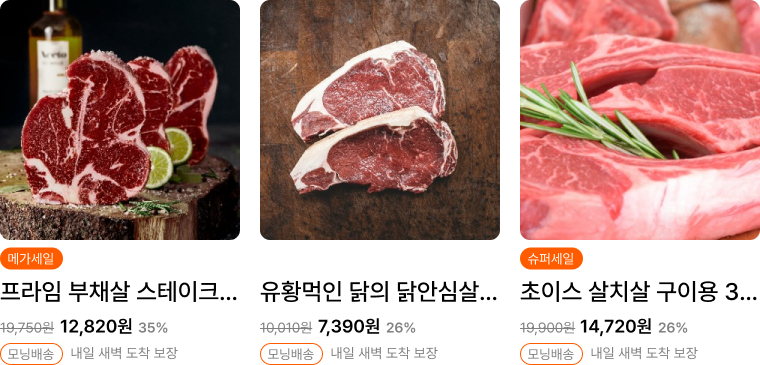 메가세일
프라임 부채살 스테이크...
19,750원 12,820원 35%
모닝배송 내일 새벽 도착 보장
유황먹인 닭의 닭안심살...
10,010원 7,390원 26%
모닝배송 내일 새벽 도착 보장
슈퍼세일
초이스 살치살 구이용 3...
19,900원 14,720원 26%
모닝배송 내일 새벽 도착 보장